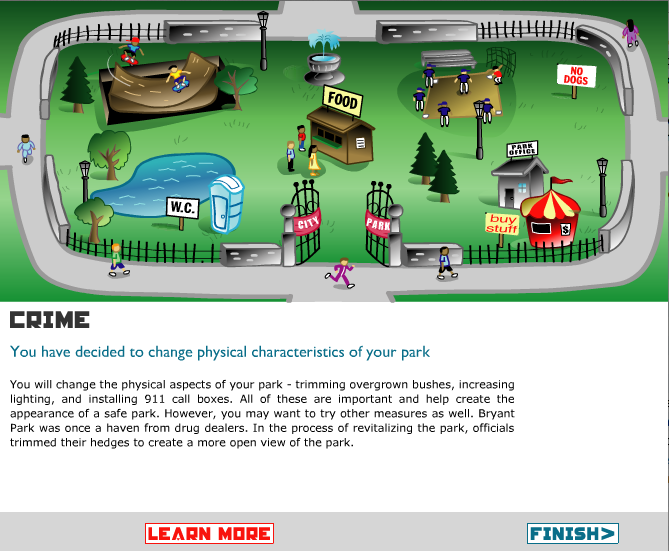 NO
DOGS
FOOD
PARK
OFFICE
W.C.
CITY
PARK
buy
stuff
$
CRIME
You have decided to change physical characteristics of your park
You will change the physical aspects of your park - trimming overgrown bushes, increasing
lighting, and installing 911 call boxes. All of these are important and help create the
appearance of a safe park. However, you may want to try other measures as well. Bryant
Park was once a haven from drug dealers. In the process of revitalizing the park, officials
trimmed their hedges to create a more open view of the park.
LEARN MORE
FINISH>